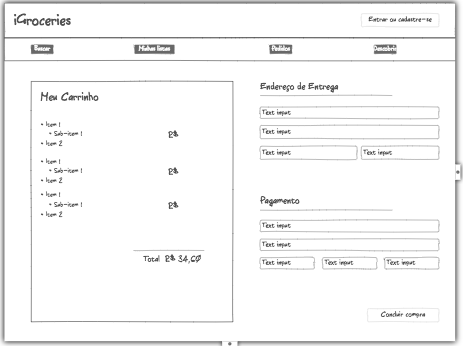 iGroceries
Entrar ou cadastre-se
Buscar
Minhas listas
Pedidos
Descobrir
Meu Carrinho
• Item 1
• Sub-item 1
R$
• Item 2
• Item 1
• Sub-item 1
R$
• Item 2
• Item 1
• Sub-item 1
R$
• Item 2
Total R$ 34,60
Endereço de Entrega
Text input
Text input
Text input Text input
Pagamento
Text input
Text input
Text input Text input Text input
Concluir compra